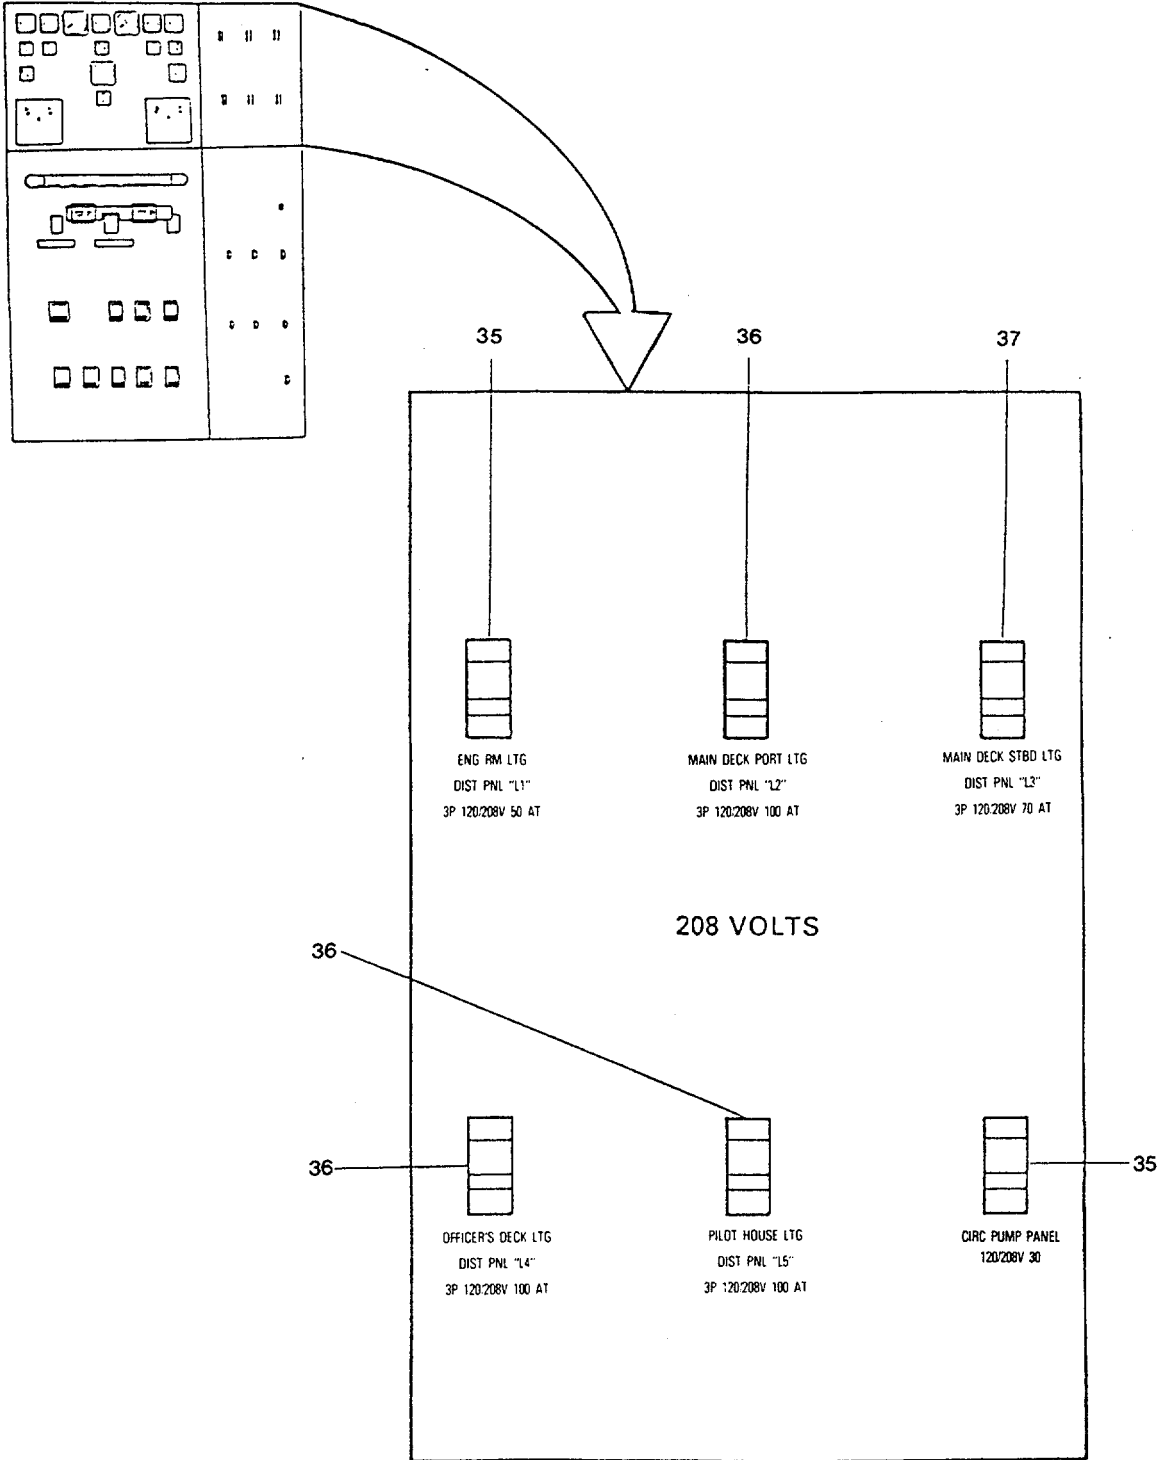 35
36
37
ENG RM LTG
DIST PNL "L1"
3P 120/208V 50 AT
MAIN DECK PORT LTG
DIST PNL "L2"
3P 120/208V 100 AT
MAIN DECK STBD LTG
DIST PNL "L3"
3P 120/208V 70 AT
208 VOLTS
36
36
35
OFFICER'S DECK LTG
DIST PNL "L4"
3P 120/208V 100 AT
PILOT HOUSE LTG
DIST PNL "L5"
3P 120/208V 100 AT
CIRC PUMP PANEL
120/208V 30